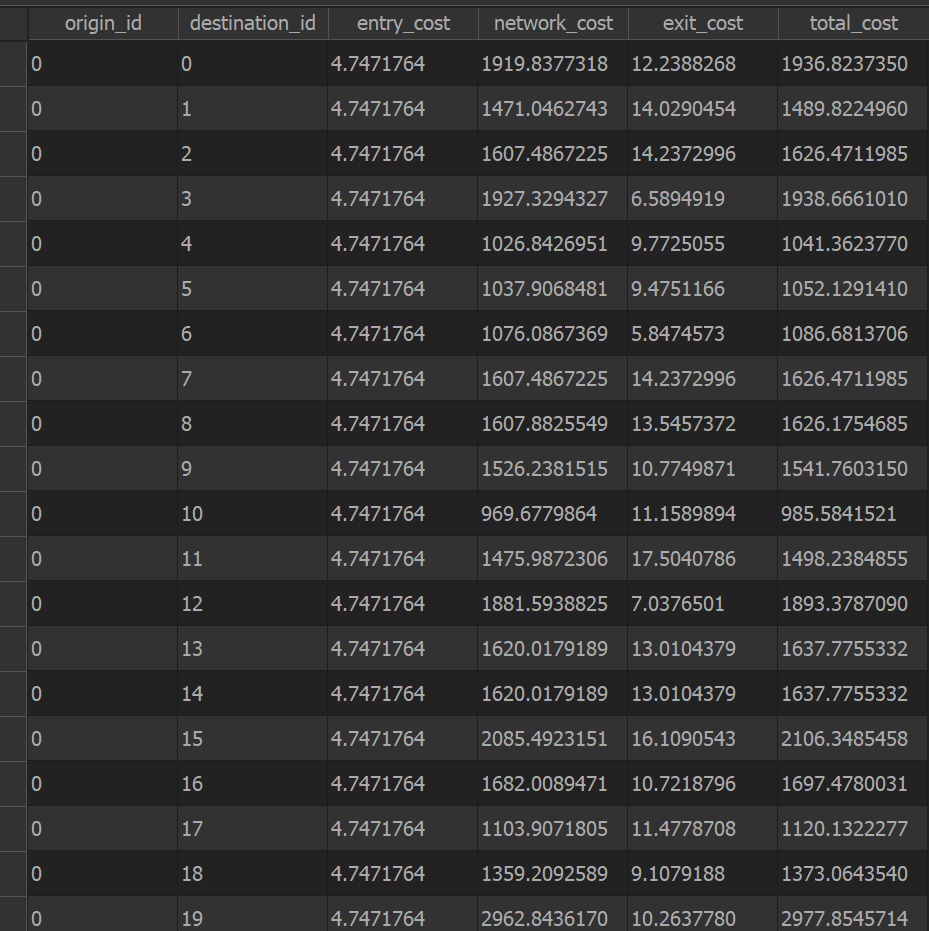 origin_id destination_id entry_cost network_cost exit_cost total_cost
0 0 4.7471764 1919.8377318 12.2388268 1936.8237350
0 1 4.7471764 1471.0462743 14.0290454 1489.8224960
0 2 4.7471764 1607.4867225 14.2372996 1626.4711985
0 3 4.7471764 1927.3294327 6.5894919 1938.6661010
0 4 4.7471764 1026.8426951 9.7725055 1041.3623770
0 5 4.7471764 1037.9068481 9.4751166 1052.1291410
0 6 4.7471764 1076.0867369 5.8474573 1086.6813706
0 7 4.7471764 1607.4867225 14.2372996 1626.4711985
0 8 4.7471764 1607.8825549 13.5457372 1626.1754685
0 9 4.7471764 1526.2381515 10.7749871 1541.7603150
0 10 4.7471764 969.6779864 11.1589894 985.5841521
0 11 4.7471764 1475.9872306 17.5040786 1498.2384855
0 12 4.7471764 1881.5938825 7.0376501 1893.3787090
0 13 4.7471764 1620.0179189 13.0104379 1637.7755332
0 14 4.7471764 1620.0179189 13.0104379 1637.7755332
0 15 4.7471764 2085.4923151 16.1090543 2106.3485458
0 16 4.7471764 1682.0089471 10.7218796 1697.4780031
0 17 4.7471764 1103.9071805 11.4778708 1120.1322277
0 18 4.7471764 1359.2092589 9.1079188 1373.0643540
0 19 4.7471764 2962.8436170 10.2637780 2977.8545714